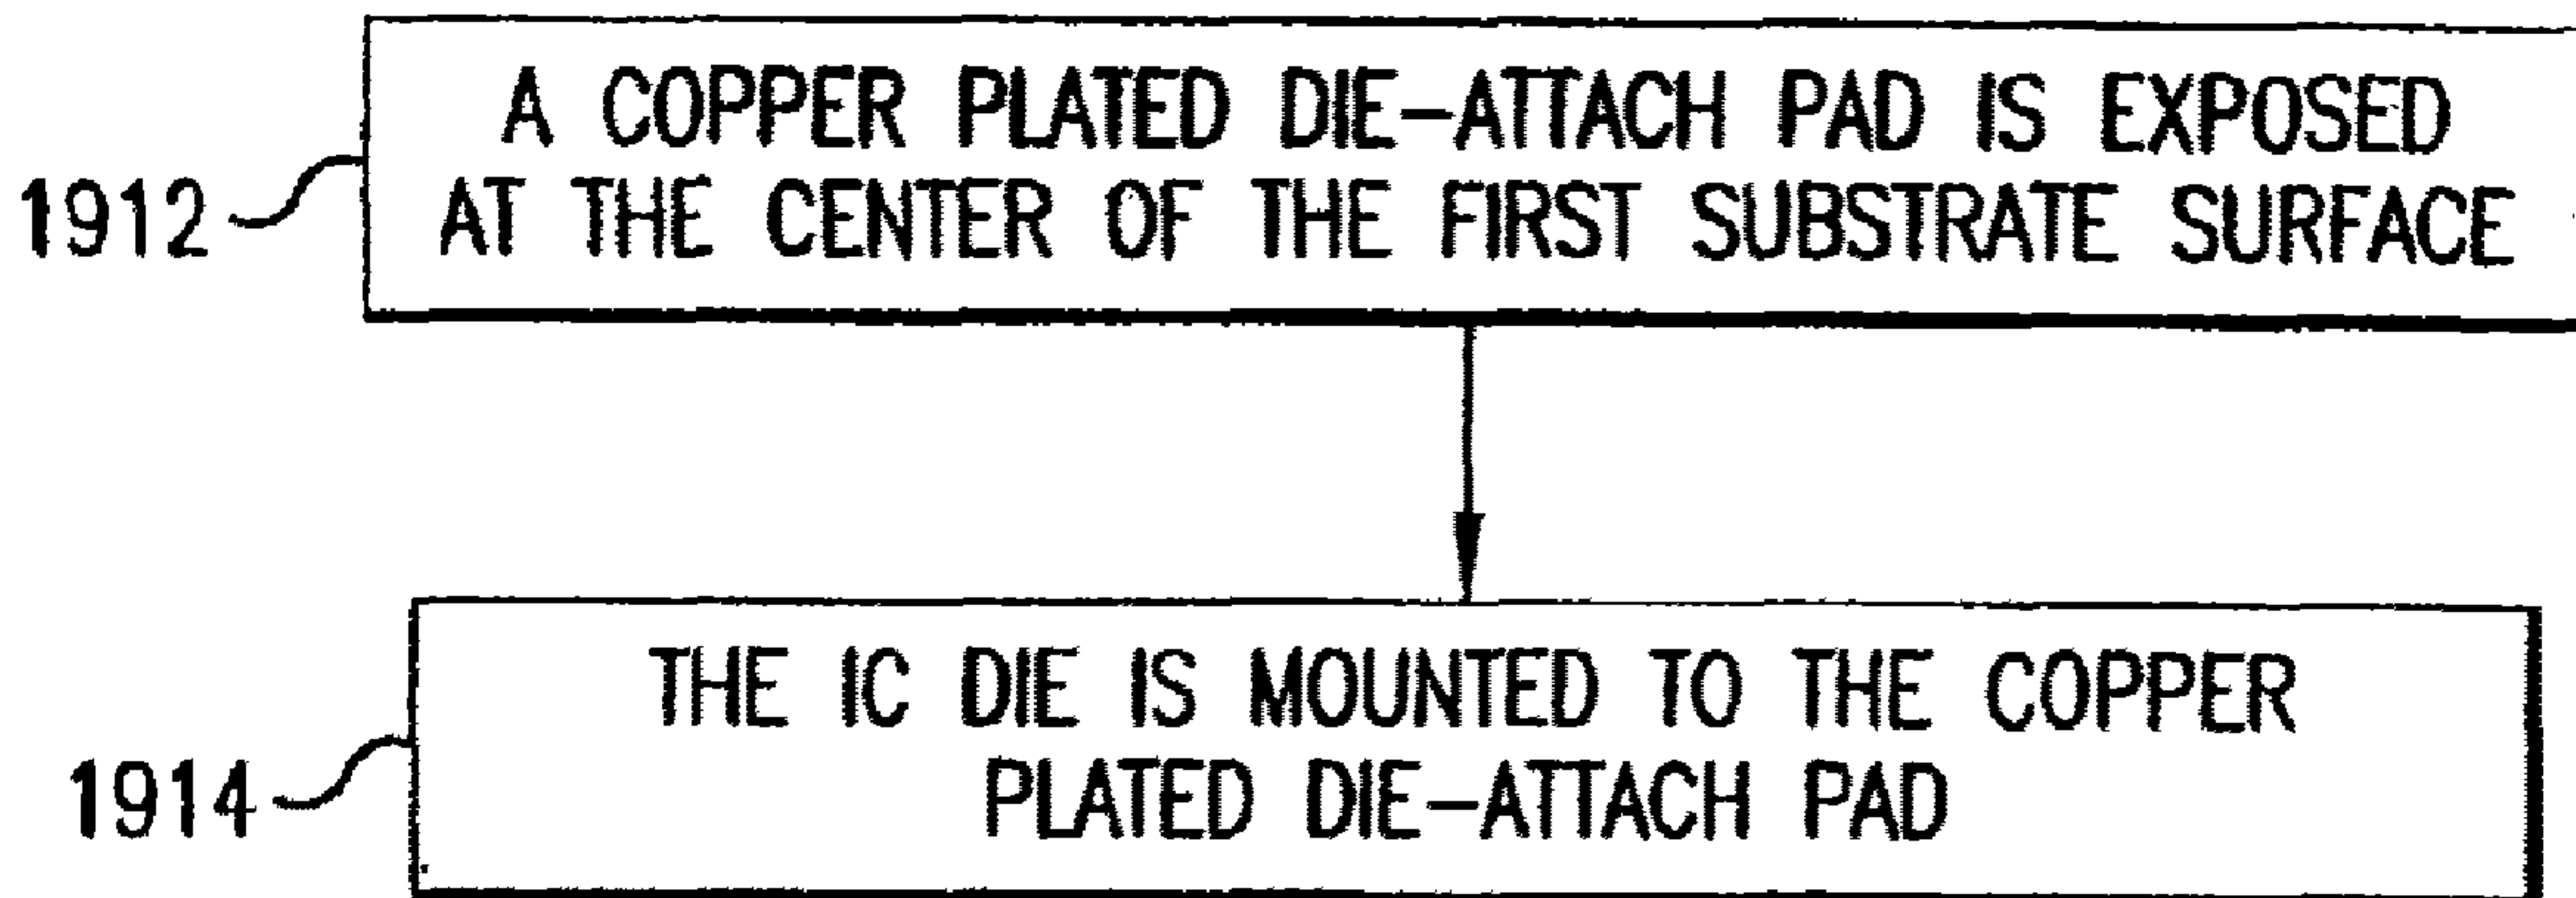 A COPPER PLATED DIE-ATTACH PAD IS EXPOSED
AT THE CENTER OF THE FIRST SUBSTRATE SURFACE
1912
THE IC DIE IS MOUNTED TO THE COPPER
PLATED DIE-ATTACH PAD
1914